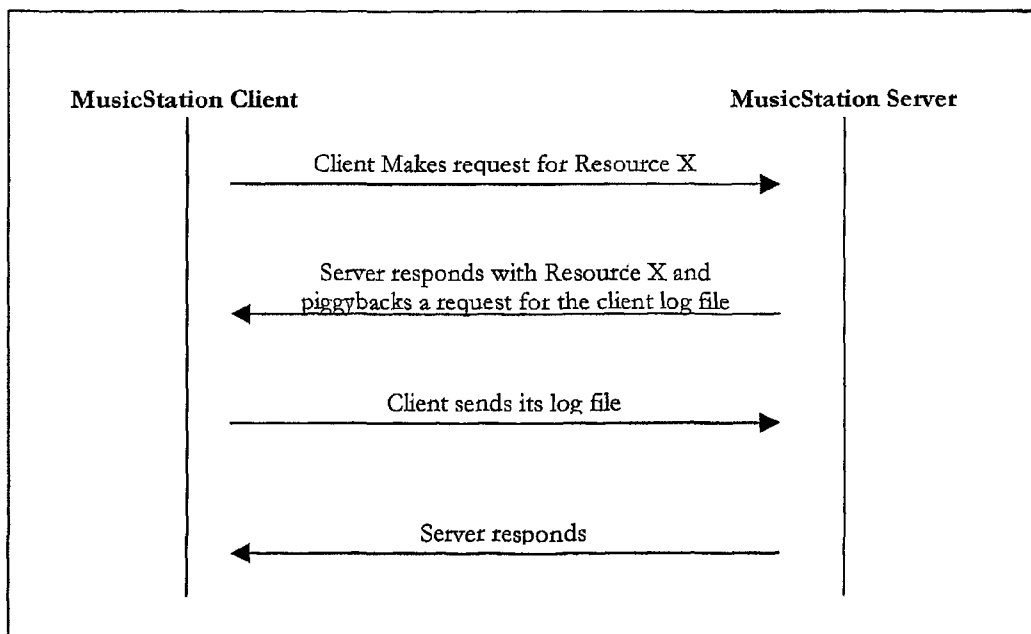 MusicStation Client
MusicStation Server
Client Makes request for Resource X
Server responds with Resource X and
piggybacks a request for the client log file
Client sends its log file
Server responds